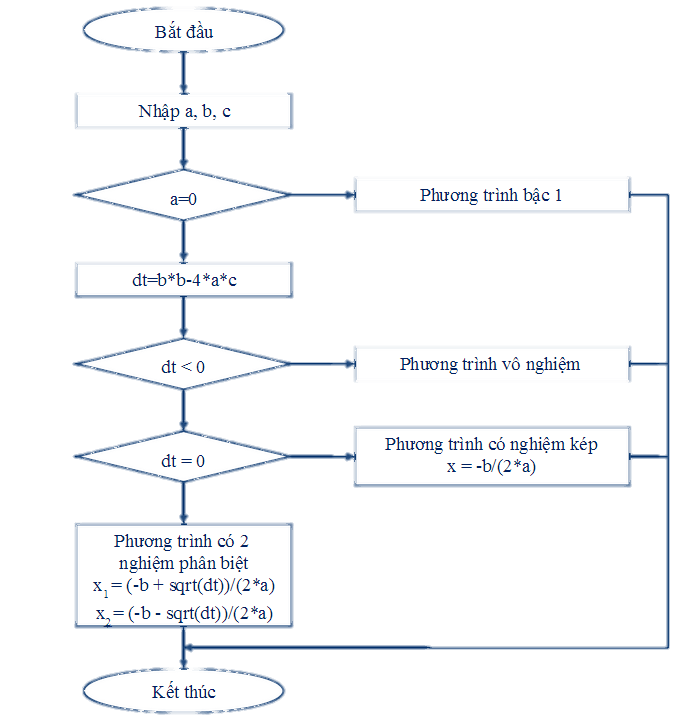 Bắt đầu
Nhập a, b, c
a=0
Phương trình bậc 1
dt=b*b-4*a*c
dt < 0
Phương trình vô nghiệm
dt = 0
Phương trình có nghiệm kép
x = -b/(2*a)
Phương trình có 2
nghiệm phân biệt
x₁ = (-b + sqrt(dt))/(2*a)
x₂ = (-b - sqrt(dt))/(2*a)
Kết thúc